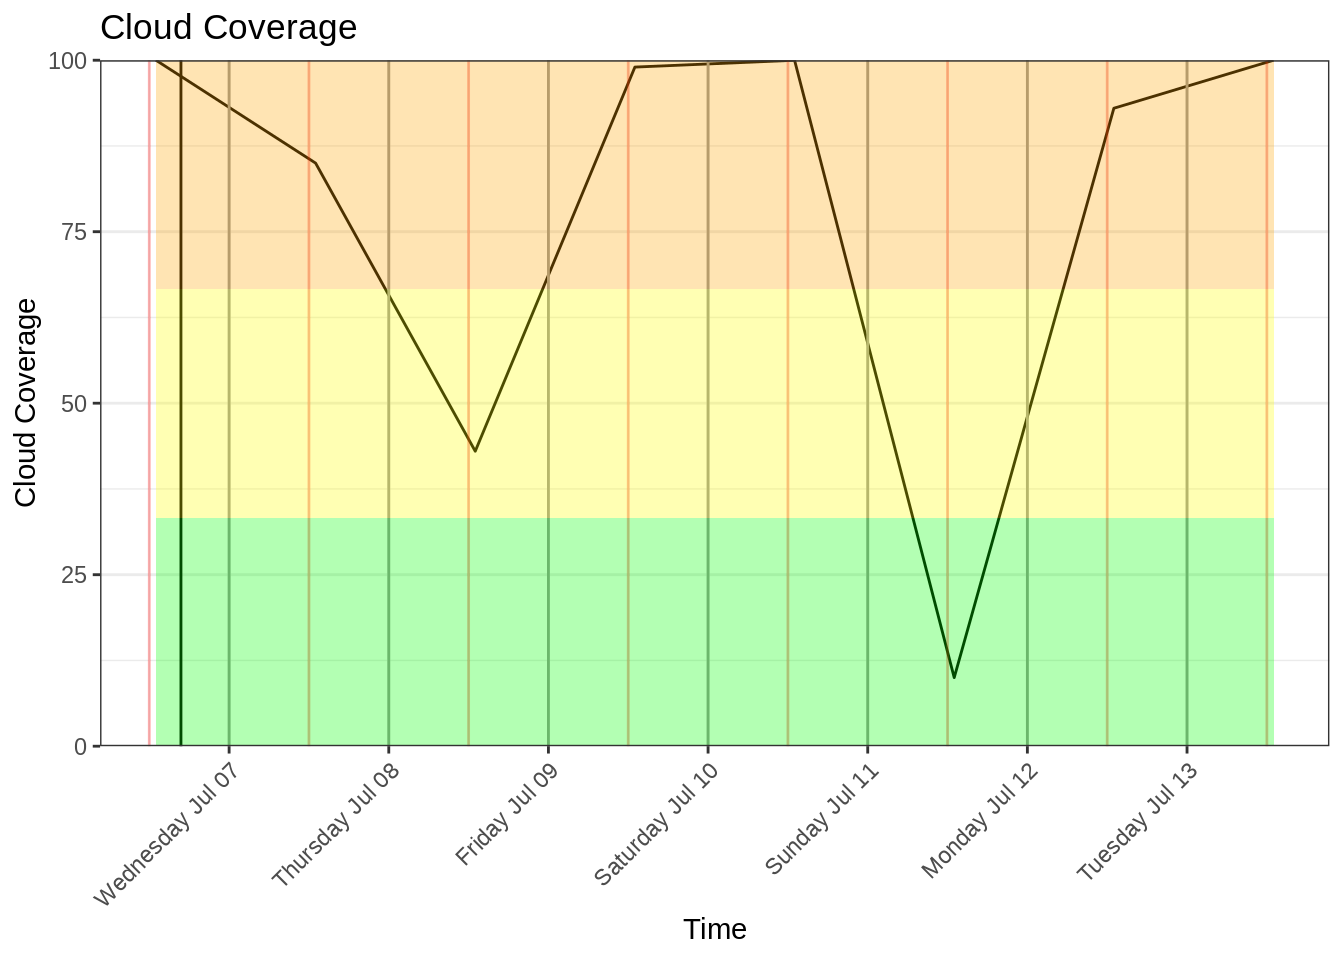 Cloud Coverage
100
75
50
25
0
Cloud Coverage
Wednesday Jul 07
Thursday Jul 08
Friday Jul 09
Saturday Jul 10
Sunday Jul 11
Monday Jul 12
Tuesday Jul 13
Time